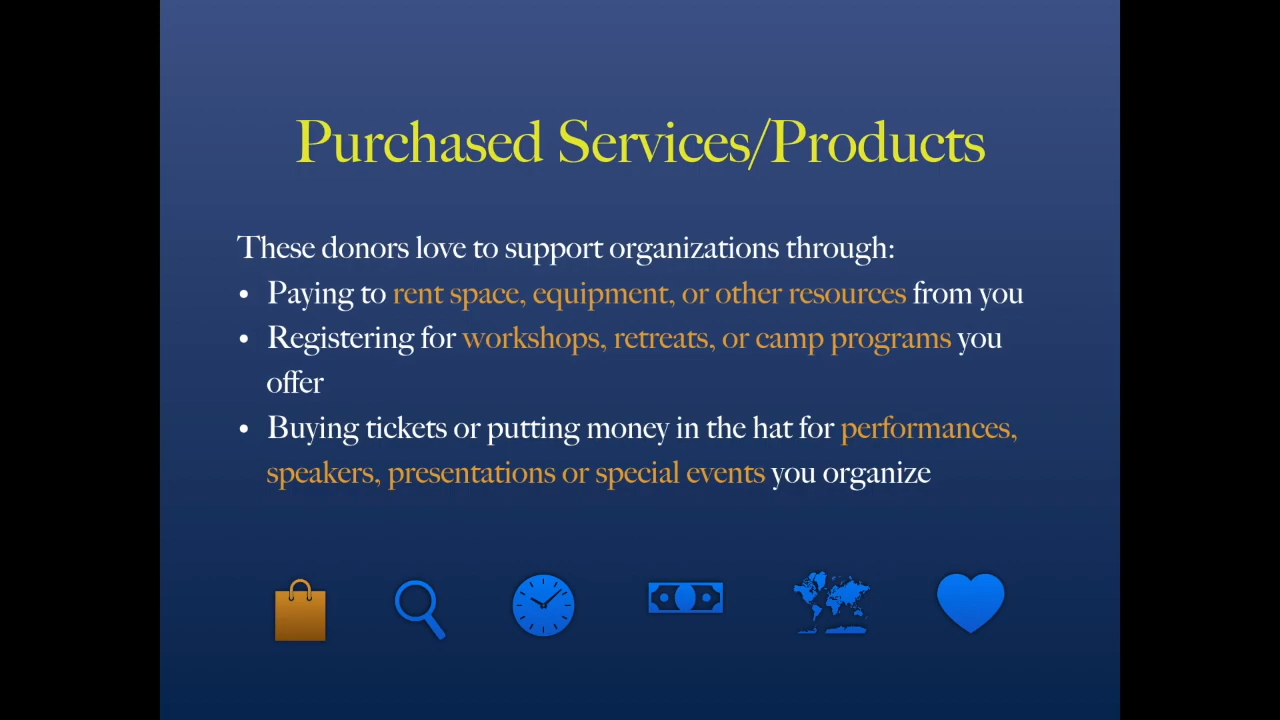 Purchased Services/Products
These donors love to support organizations through:
• Paying to rent space, equipment, or other resources from you
• Registering for workshops, retreats, or camp programs you
offer
• Buying tickets or putting money in the hat for performances,
speakers, presentations or special events you organize